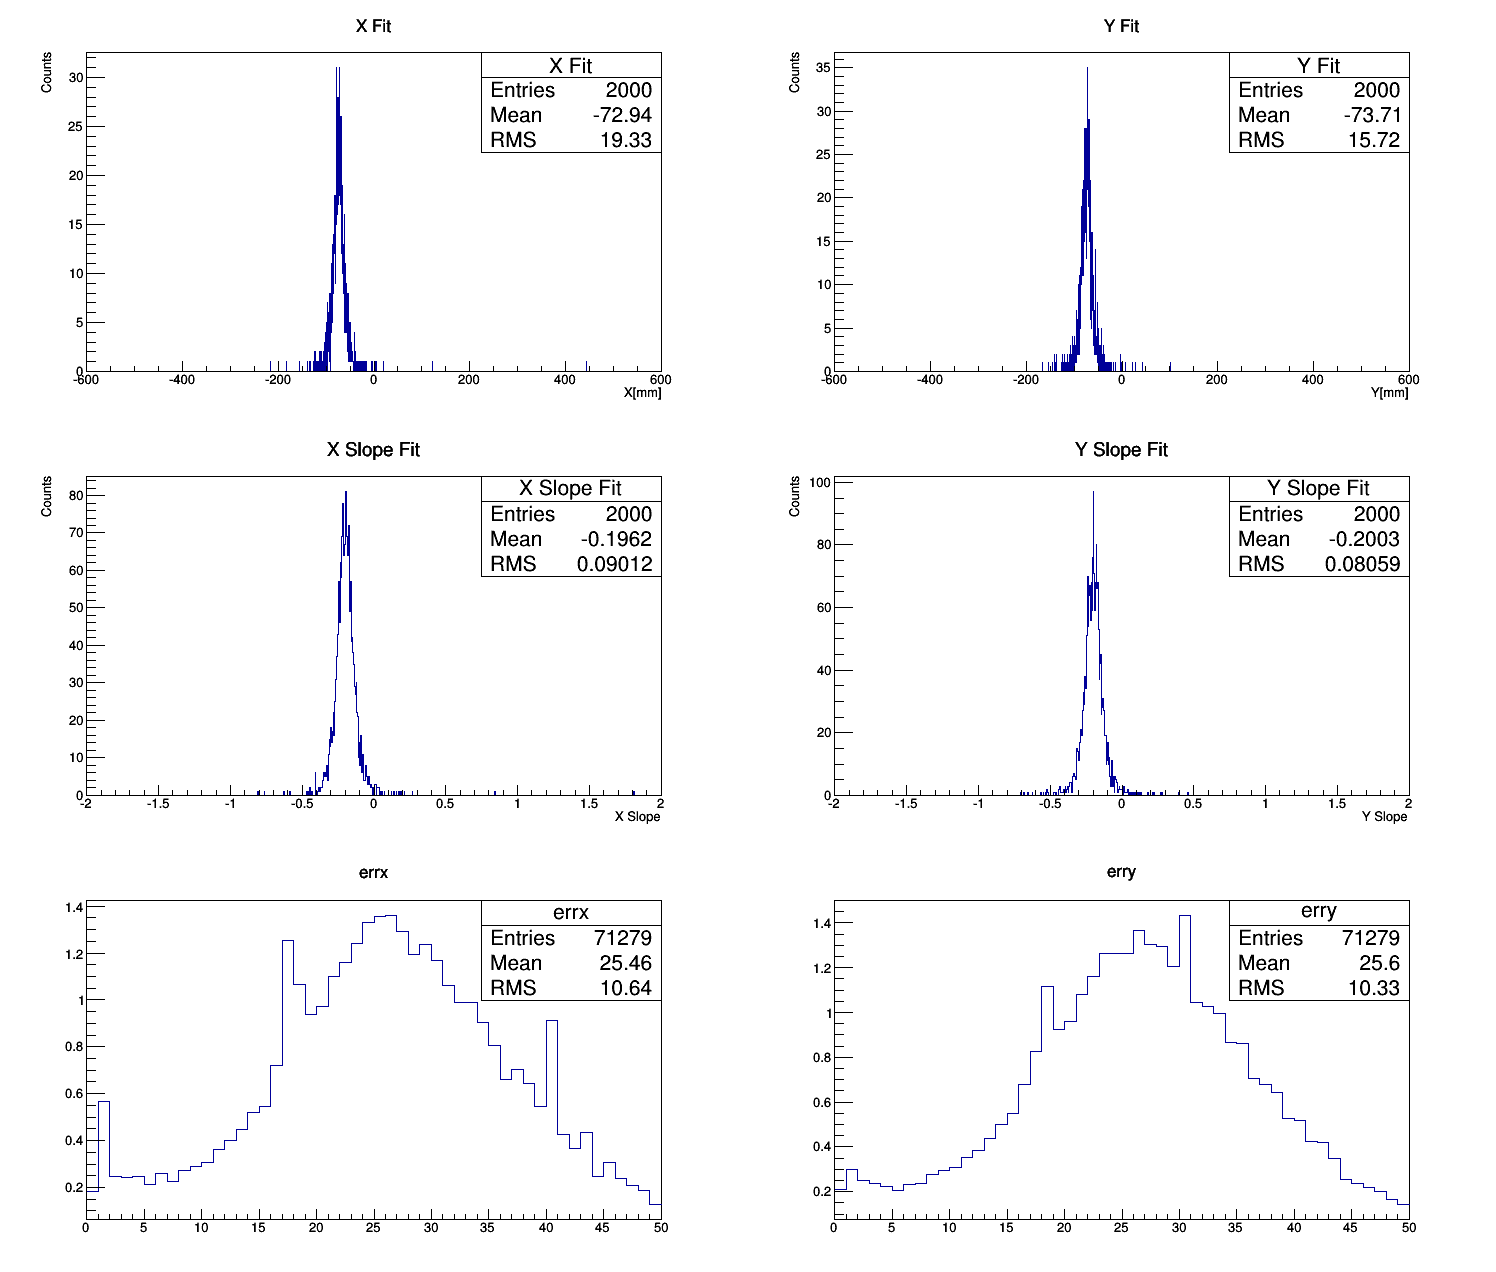 X Fit
Counts
X Fit
Entries 2000
Mean -72.94
RMS 19.33
30
25
20
15
10
5
0
-600 -400 -200 0 200 400 600
X[mm]
Y Fit
Counts
Y Fit
Entries 2000
Mean -73.71
RMS 15.72
35
30
25
20
15
10
5
0
-600 -400 -200 0 200 400 600
Y[mm]
X Slope Fit
Counts
X Slope Fit
Entries 2000
Mean -0.1962
RMS 0.09012
80
70
60
50
40
30
20
10
0
-2 -1.5 -1 -0.5 0 0.5 1 1.5 2
X Slope
Y Slope Fit
Counts
Y Slope Fit
Entries 2000
Mean -0.2003
RMS 0.08059
100
80
60
40
20
0
-2 -1.5 -1 -0.5 0 0.5 1 1.5 2
Y Slope
errx
errx
Entries 71279
Mean 25.46
RMS 10.64
1.4
1.2
1
0.8
0.6
0.4
0.2
0 5 10 15 20 25 30 35 40 45 50
erry
erry
Entries 71279
Mean 25.6
RMS 10.33
1.4
1.2
1
0.8
0.6
0.4
0.2
0 5 10 15 20 25 30 35 40 45 50